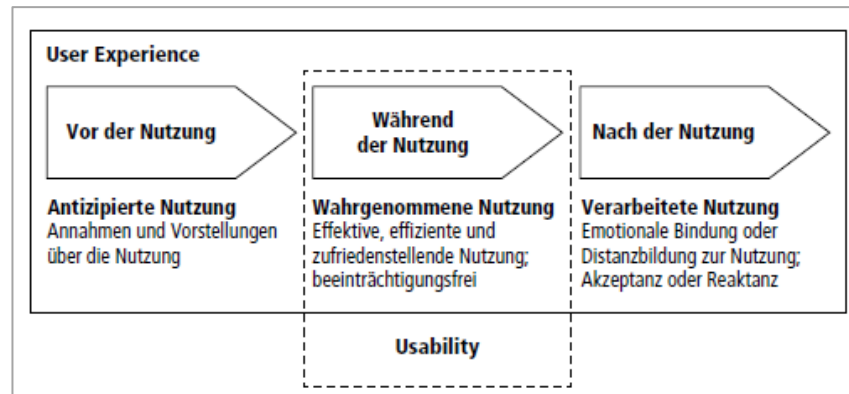 User Experience
Vor der Nutzung
Während
der Nutzung
Nach der Nutzung
Antizipierte Nutzung
Annahmen und Vorstellungen
über die Nutzung
Wahrgenommene Nutzung
Effektive, effiziente und
zufriedenstellende Nutzung;
beeinträchtigungsfrei
Verarbeitete Nutzung
Emotionale Bindung oder
Distanzbildung zur Nutzung;
Akzeptanz oder Reaktanz
Usability